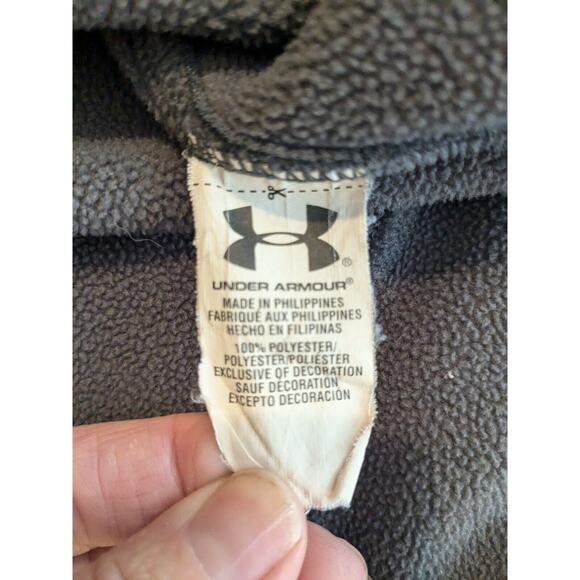 UNDER ARMOUR®
MADE IN PHILIPPINES
FABRIQUÉ AUX PHILIPPINES
HECHO EN FILIPINAS
100% POLYESTER/
POLYESTER/POLIÉSTER
EXCLUSIVE OF DECORATION
SAUF DECORATION
EXCEPTO DECORACIÓN